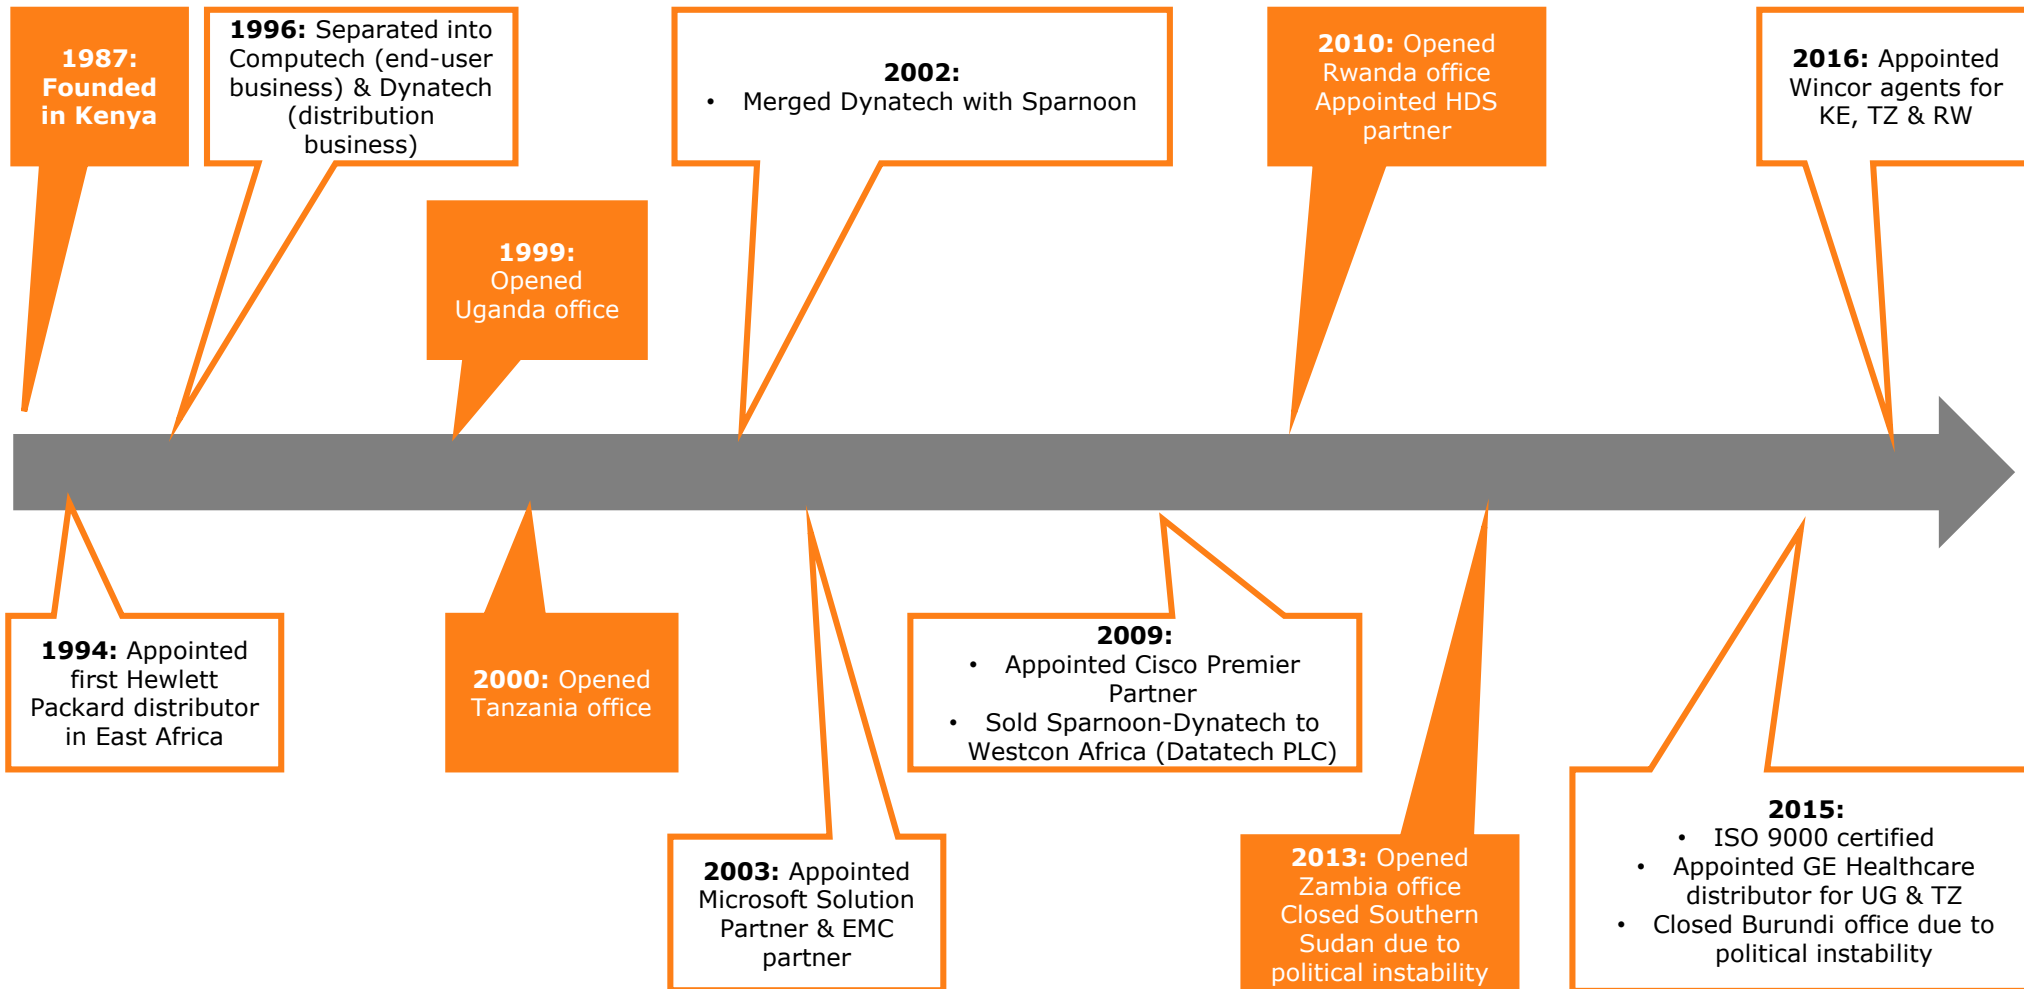 1987:
Founded
in Kenya
1996: Separated into
Computech (end-user
business) & Dynatech
(distribution
business)
1999:
Opened
Uganda office
2002:
• Merged Dynatech with Sparnoon
2010: Opened
Rwanda office
Appointed HDS
partner
2016: Appointed
Wincor agents for
KE, TZ & RW
1994: Appointed
first Hewlett
Packard distributor
in East Africa
2000: Opened
Tanzania office
2003: Appointed
Microsoft Solution
Partner & EMC
partner
2009:
• Appointed Cisco Premier
Partner
• Sold Sparnoon-Dynatech to
Westcon Africa (Datatech PLC)
2013: Opened
Zambia office
Closed Southern
Sudan due to
political instability
2015:
• ISO 9000 certified
• Appointed GE Healthcare
distributor for UG & TZ
• Closed Burundi office due to
political instability